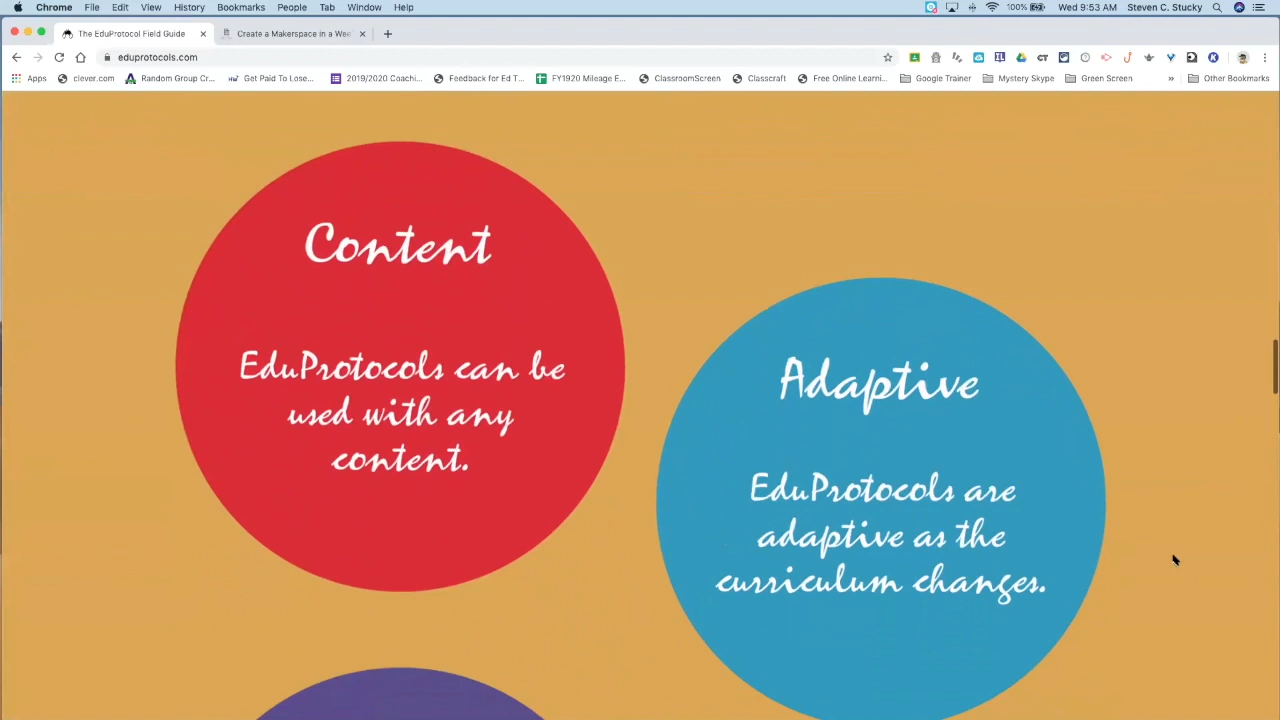 Chrome File Edit View History Bookmarks People Tab Window Help 100% Wed 9:53 AM Steven C. Stucky
The EduProtocol Field Guide Create a Makerspace in a Wee
eduprotocols.com
Apps clever.com Random Group Cr... Get Paid To Lose... 2019/2020 Coachi... Feedback for Ed T... FY1920 Mileage E... ClassroomScreen Classcraft Free Online Learni... Google Trainer Mystery Skype Green Screen » Other Bookmarks
Content
EduProtocols can be
used with any
content.
Adaptive
EduProtocols are
adaptive as the
curriculum changes.